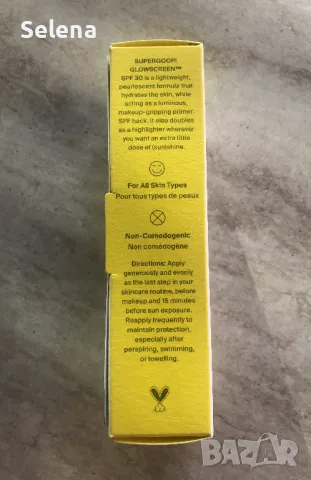 Selena
SUPERGOOP!
GLOWSCREEN™
SPF 30 is a lightweight,
pearlescent formula that
hydrates the skin, while
acting as a luminous,
makeup-gripping primer.
SPF hack: it also doubles
as a highlighter wherever
you want an extra little
dose of (sun)shine.
For All Skin Types
Pour tous types de peaux
Non-Comedogenic
Non comédogène
Directions: Apply
generously and evenly
as the last step in your
skincare routine, before
makeup and 15 minutes
before sun exposure.
Reapply frequently to
maintain protection,
especially after
perspiring, swimming,
or towelling.
BAZAR